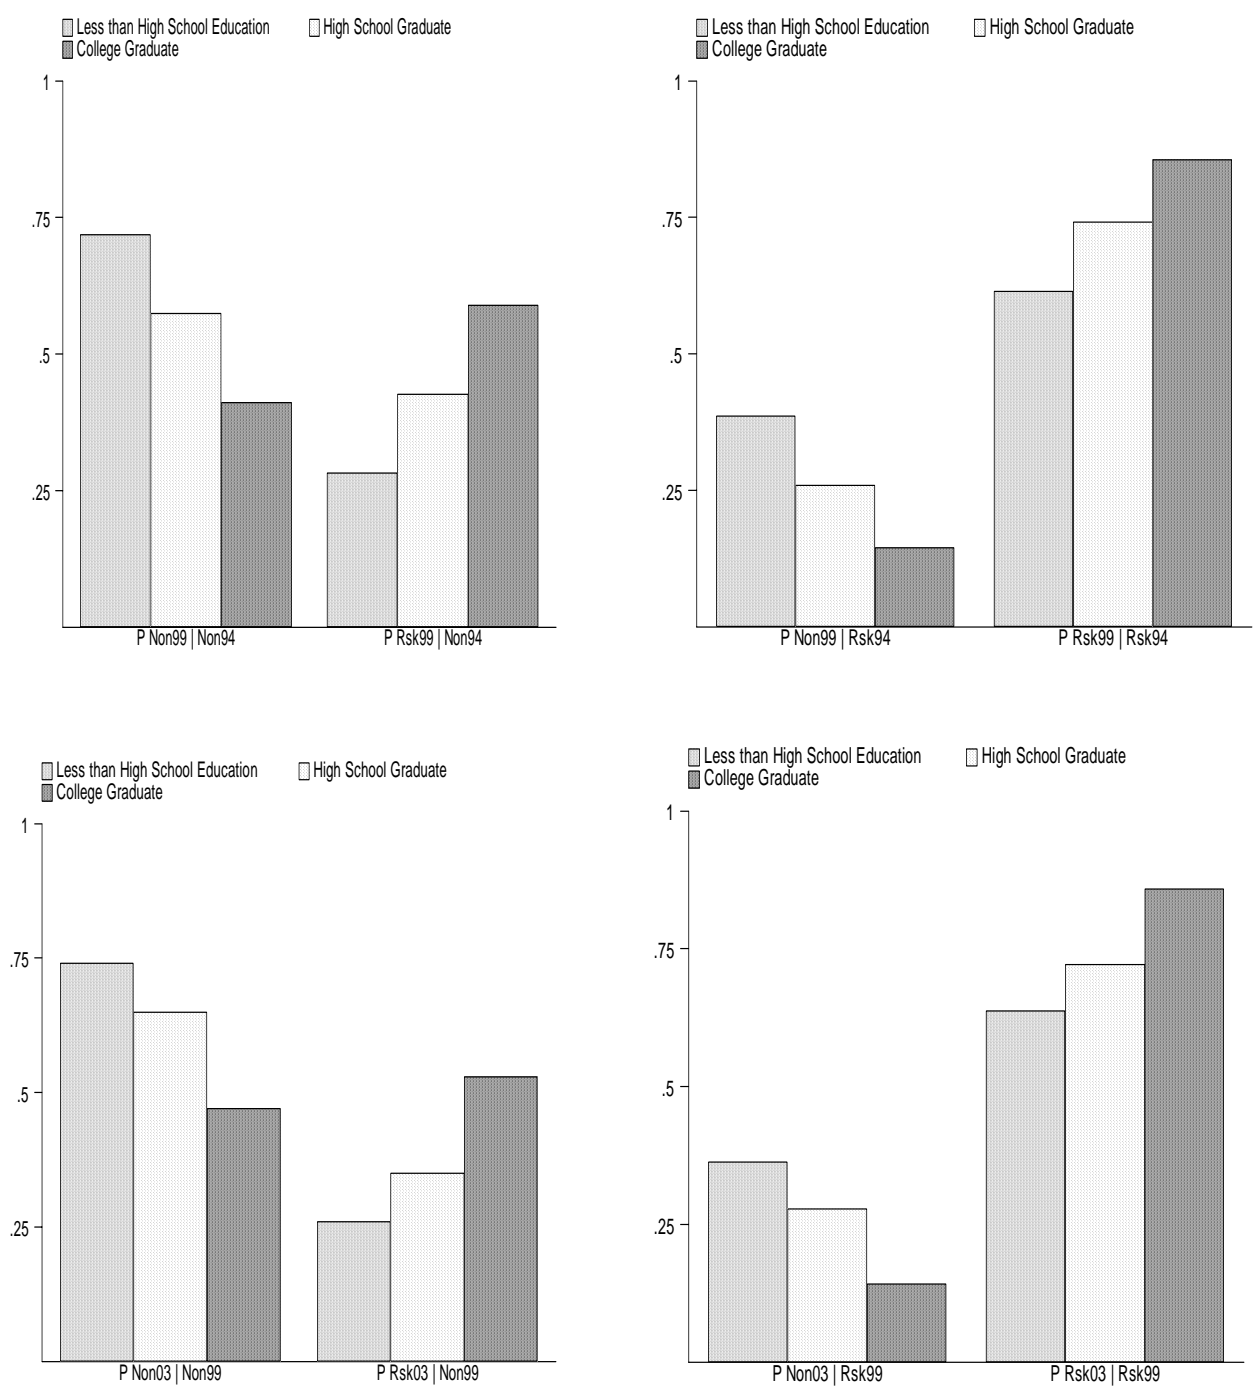 Less than High School Education High School Graduate
College Graduate
1
.75
.5
.25
P Non99 | Non94 P Rsk99 | Non94
Less than High School Education High School Graduate
College Graduate
1
.75
.5
.25
P Non99 | Rsk94 P Rsk99 | Rsk94
Less than High School Education High School Graduate
College Graduate
1
.75
.5
.25
P Non03 | Non99 P Rsk03 | Non99
Less than High School Education High School Graduate
College Graduate
1
.75
.5
.25
P Non03 | Rsk99 P Rsk03 | Rsk99